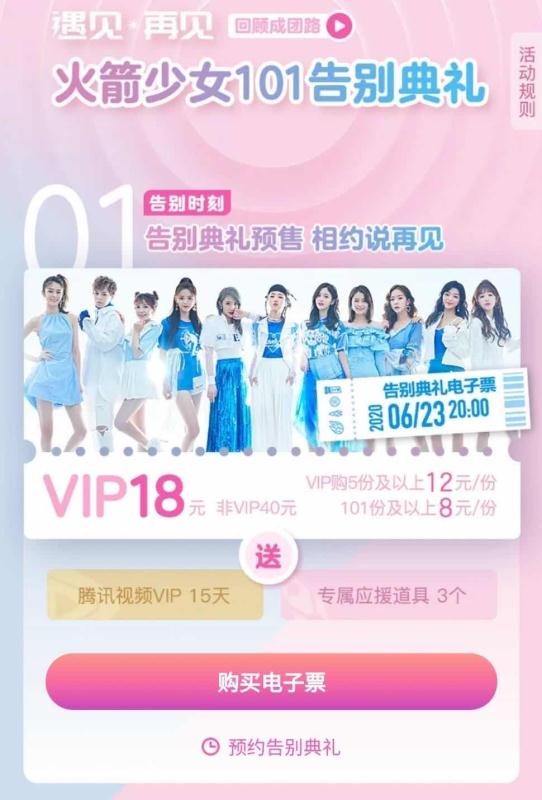 遇见·再见 回顾成团路
火箭少女101告别典礼
活动规则
01
告别时刻
告别典礼预售 相约说再见
告别典礼电子票
2020 06/23 20:00
VIP18元 非VIP40元
VIP购5份及以上12元/份
101份及以上8元/份
送
腾讯视频VIP 15天
专属应援道具 3个
购买电子票
预约告别典礼